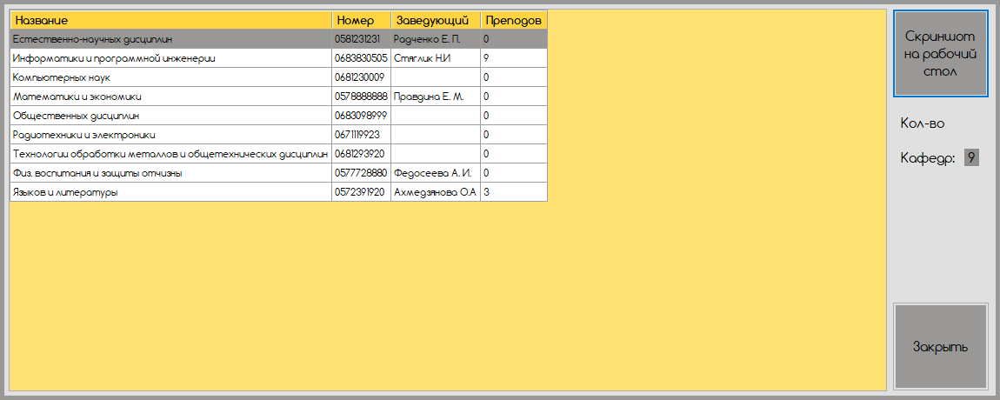 Название Номер Заведующий Преподов
Естественно-научных дисциплин 0581231231 Радченко Е. П. 0
Информатики и программной инженерии 0683830505 Стяглик Н.И 9
Компьютерных наук 0681230009 0
Математики и экономики 0578888888 Правдина Е. М. 0
Общественных дисциплин 0683098999 0
Радиотехники и электроники 0671119923 0
Технологии обработки металлов и общетехнических дисциплин 0681293920 0
Физ. воспитания и защиты отчизны 0577728880 Федосеева А. И. 0
Языков и литературы 0572391920 Ахмедзянова О.А 3
Скриншот
на рабочий
стол
Кол-во
Кафедр: 9
Закрыть